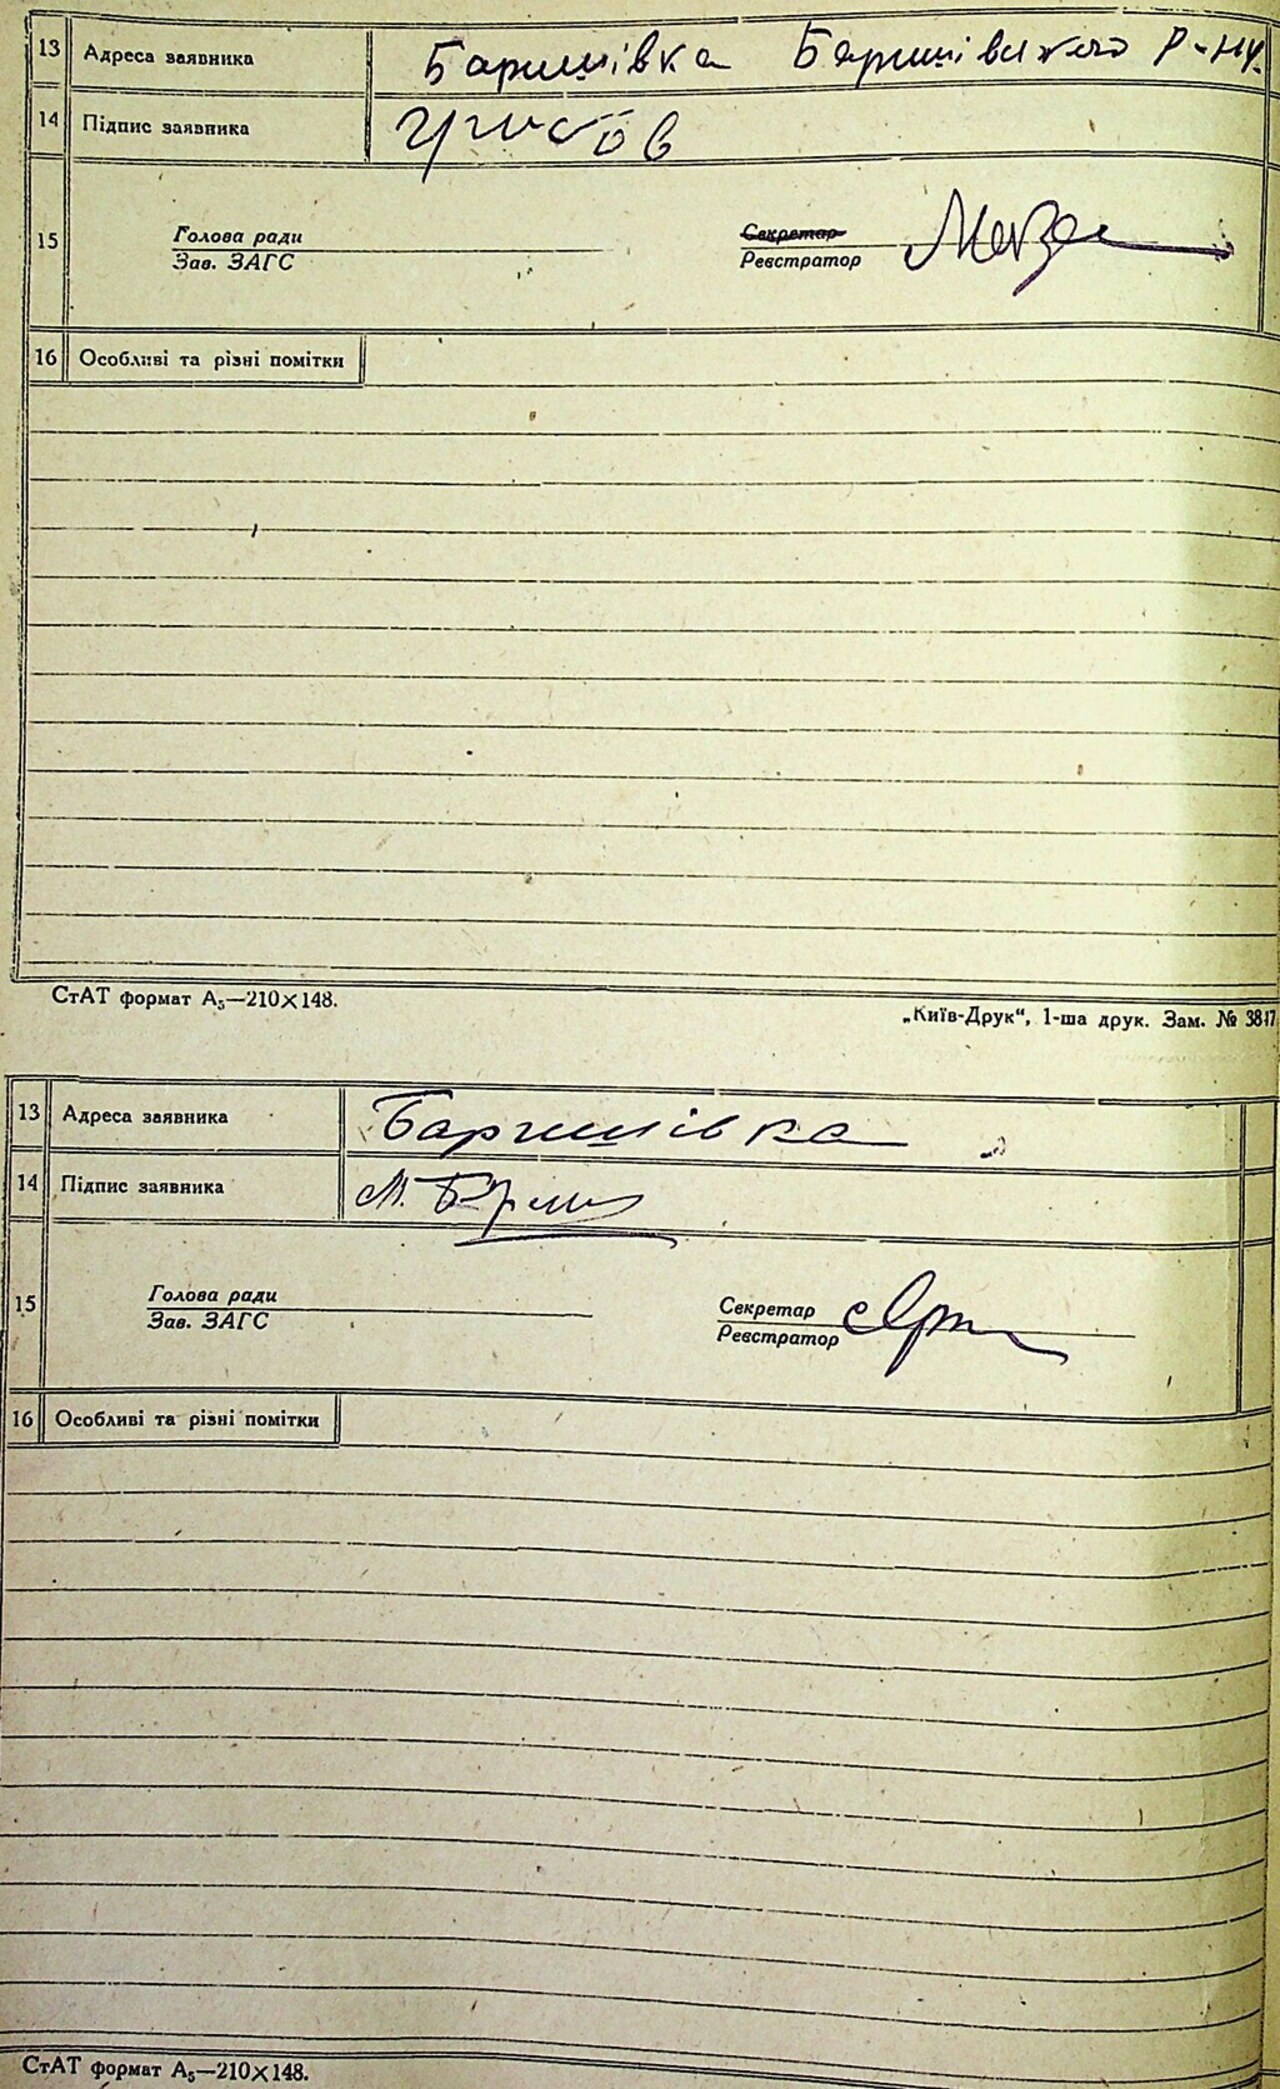 13 Адреса заявника Баришівка Баришівського р-ну.
14 Підпис заявника
15 Голова ради Секретар
Зав. ЗАГС Реєстратор
16 Особливі та різні помітки
СтАТ формат А₅—210×148.
„Київ-Друк“, 1-ша друк. Зам. № 3817
13 Адреса заявника Баришівка
14 Підпис заявника М.
15 Голова ради Секретар
Зав. ЗАГС Реєстратор
16 Особливі та різні помітки
СтАТ формат А₅—210×148.